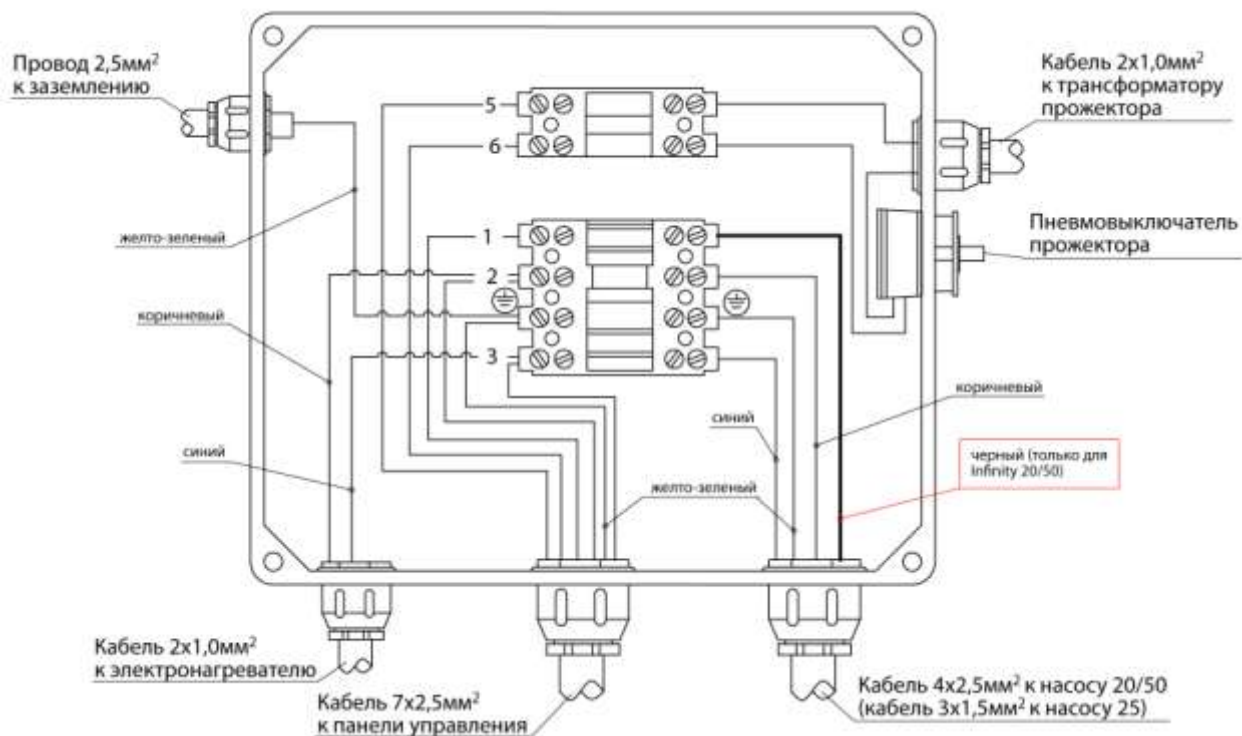 Провод 2,5мм²
к заземлению
Кабель 2х1,0мм²
к трансформатору
прожектора
5
6
Пневмовыключатель
прожектора
желто-зеленый
1
2
коричневый
3
коричневый
синий
черный (только для
Infinity 20/50)
синий
желто-зеленый
Кабель 2х1,0мм²
к электронагревателю
Кабель 7х2,5мм²
к панели управления
Кабель 4х2,5мм² к насосу 20/50
(кабель 3х1,5мм² к насосу 25)